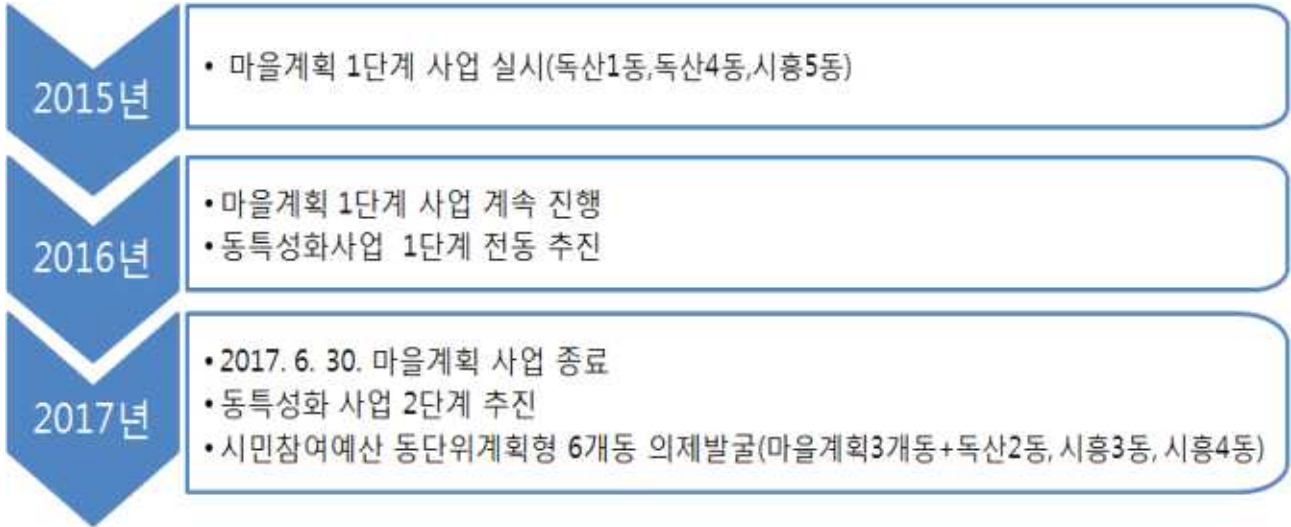 2015년
• 마을계획 1단계 사업 실시(독산1동,독산4동,시흥5동)
2016년
• 마을계획 1단계 사업 계속 진행
• 동특성화사업 1단계 전동 추진
2017년
• 2017. 6. 30. 마을계획 사업 종료
• 동특성화 사업 2단계 추진
• 시민참여예산 동단위계획형 6개동 의제발굴(마을계획3개동+독산2동, 시흥3동, 시흥4동)